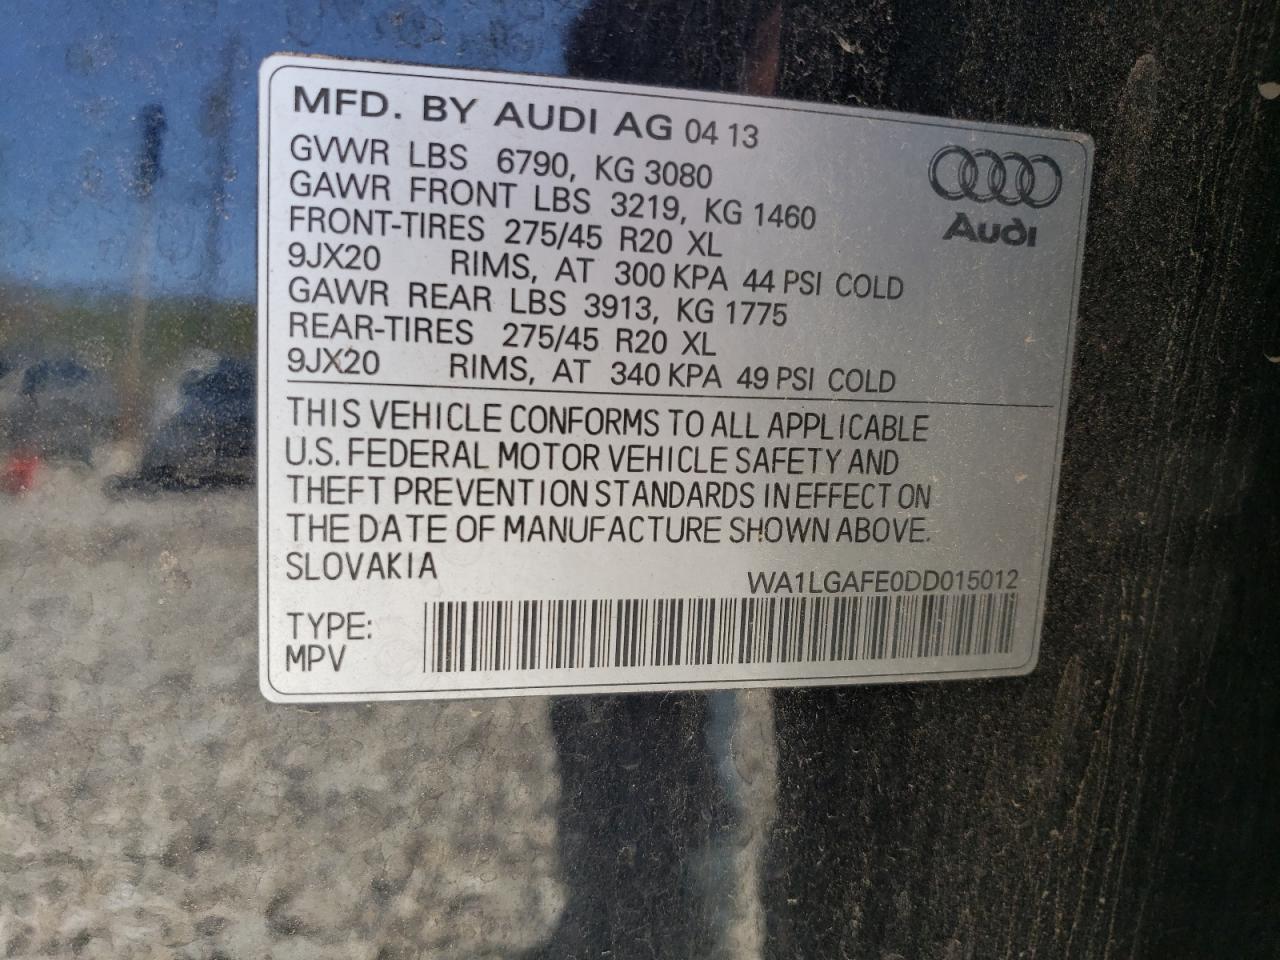 MFD. BY AUDI AG 04 13
GVWR LBS 6790, KG 3080
GAWR FRONT LBS 3219, KG 1460
FRONT-TIRES 275/45 R20 XL
9JX20 RIMS, AT 300 KPA 44 PSI COLD
GAWR REAR LBS 3913, KG 1775
REAR-TIRES 275/45 R20 XL
9JX20 RIMS, AT 340 KPA 49 PSI COLD
Audi
THIS VEHICLE CONFORMS TO ALL APPLICABLE
U.S. FEDERAL MOTOR VEHICLE SAFETY AND
THEFT PREVENTION STANDARDS IN EFFECT ON
THE DATE OF MANUFACTURE SHOWN ABOVE.
SLOVAKIA
WA1LGAFE0DD015012
TYPE:
MPV